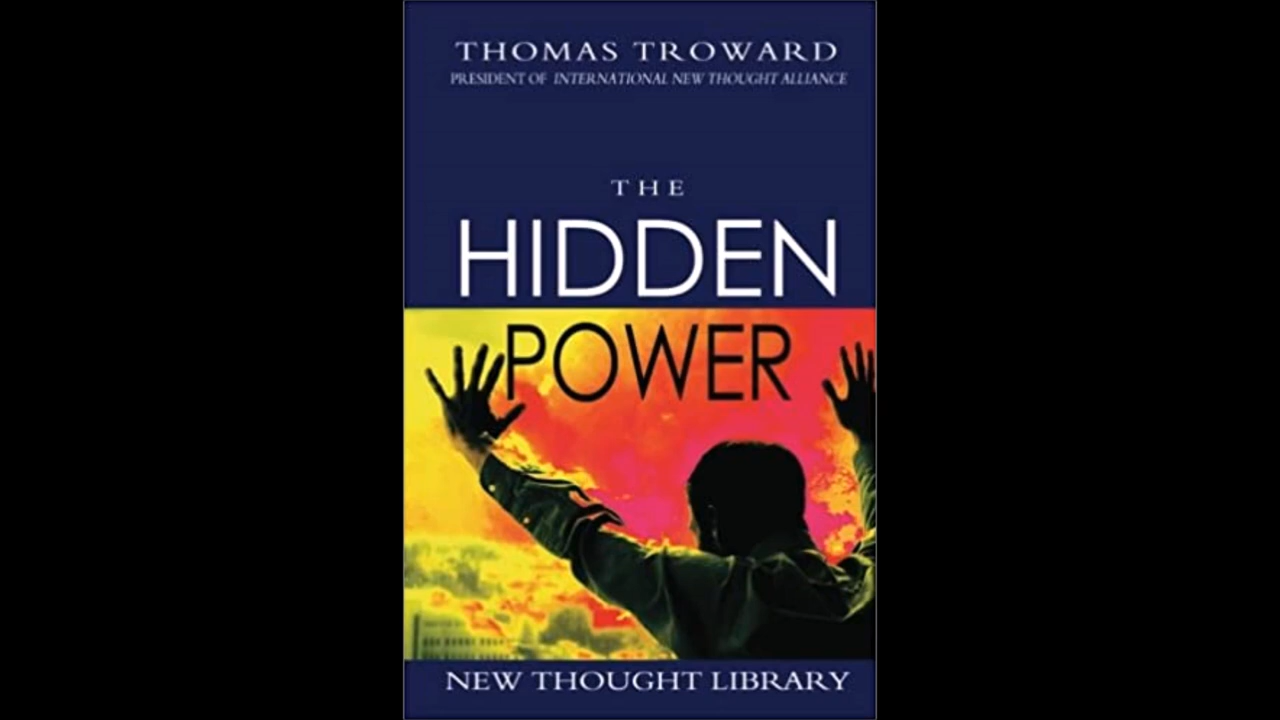 THOMAS TROWARD
PRESIDENT OF INTERNATIONAL NEW THOUGHT ALLIANCE
THE
HIDDEN
POWER
NEW THOUGHT LIBRARY